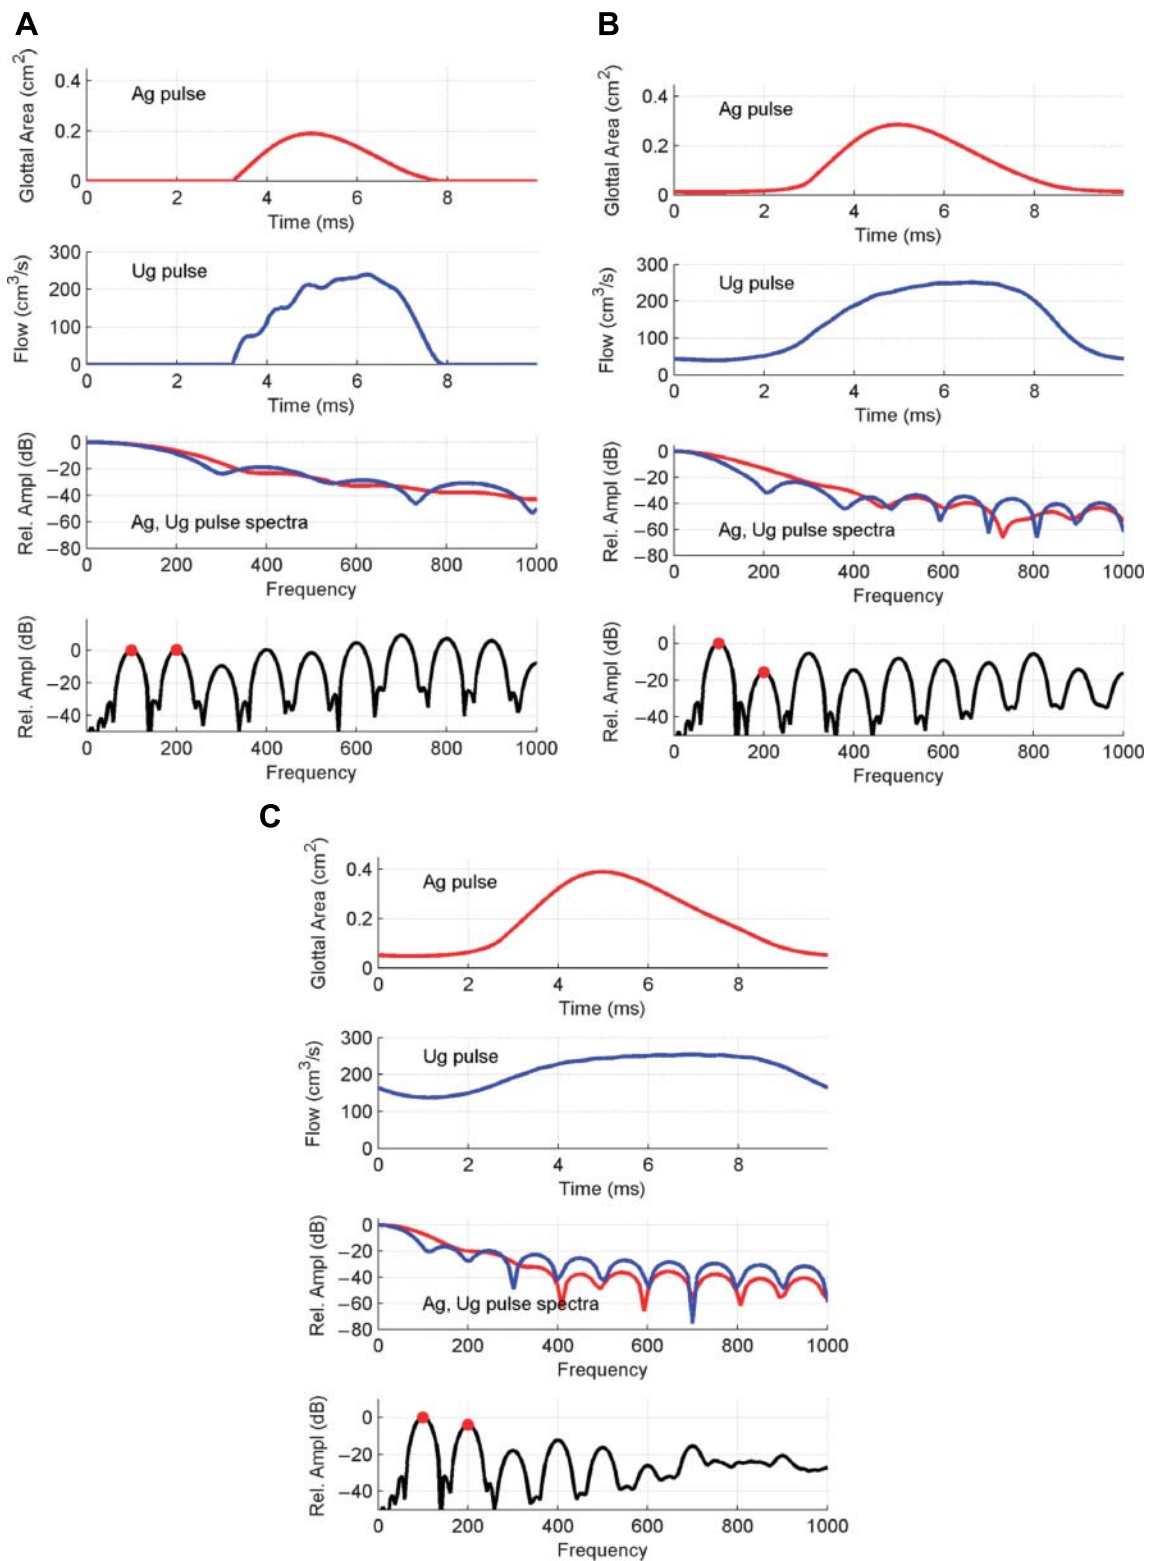 A
Glottal Area (cm2)
0.4
0.2
0
Ag pulse
0 2 4 6 8
Time (ms)
Flow (cm3/s)
300
200
100
0
Ug pulse
0 2 4 6 8
Time (ms)
Rel. Ampl (dB)
0
−20
−40
−60
−80
Ag, Ug pulse spectra
0 200 400 600 800 1000
Frequency
Rel. Ampl (dB)
0
−20
−40
0 200 400 600 800 1000
Frequency
B
Glottal Area (cm2)
0.4
0.2
0
Ag pulse
0 2 4 6 8
Time (ms)
Flow (cm3/s)
300
200
100
0
Ug pulse
0 2 4 6 8
Time (ms)
Rel. Ampl (dB)
0
−20
−40
−60
−80
Ag, Ug pulse spectra
0 200 400 600 800 1000
Frequency
Rel. Ampl (dB)
0
−20
−40
0 200 400 600 800 1000
Frequency
C
Glottal Area (cm2)
0.4
0.2
0
Ag pulse
0 2 4 6 8
Time (ms)
Flow (cm3/s)
300
200
100
0
Ug pulse
0 2 4 6 8
Time (ms)
Rel. Ampl (dB)
0
−20
−40
−60
−80
Ag, Ug pulse spectra
0 200 400 600 800 1000
Frequency
Rel. Ampl (dB)
0
−20
−40
0 200 400 600 800 1000
Frequency